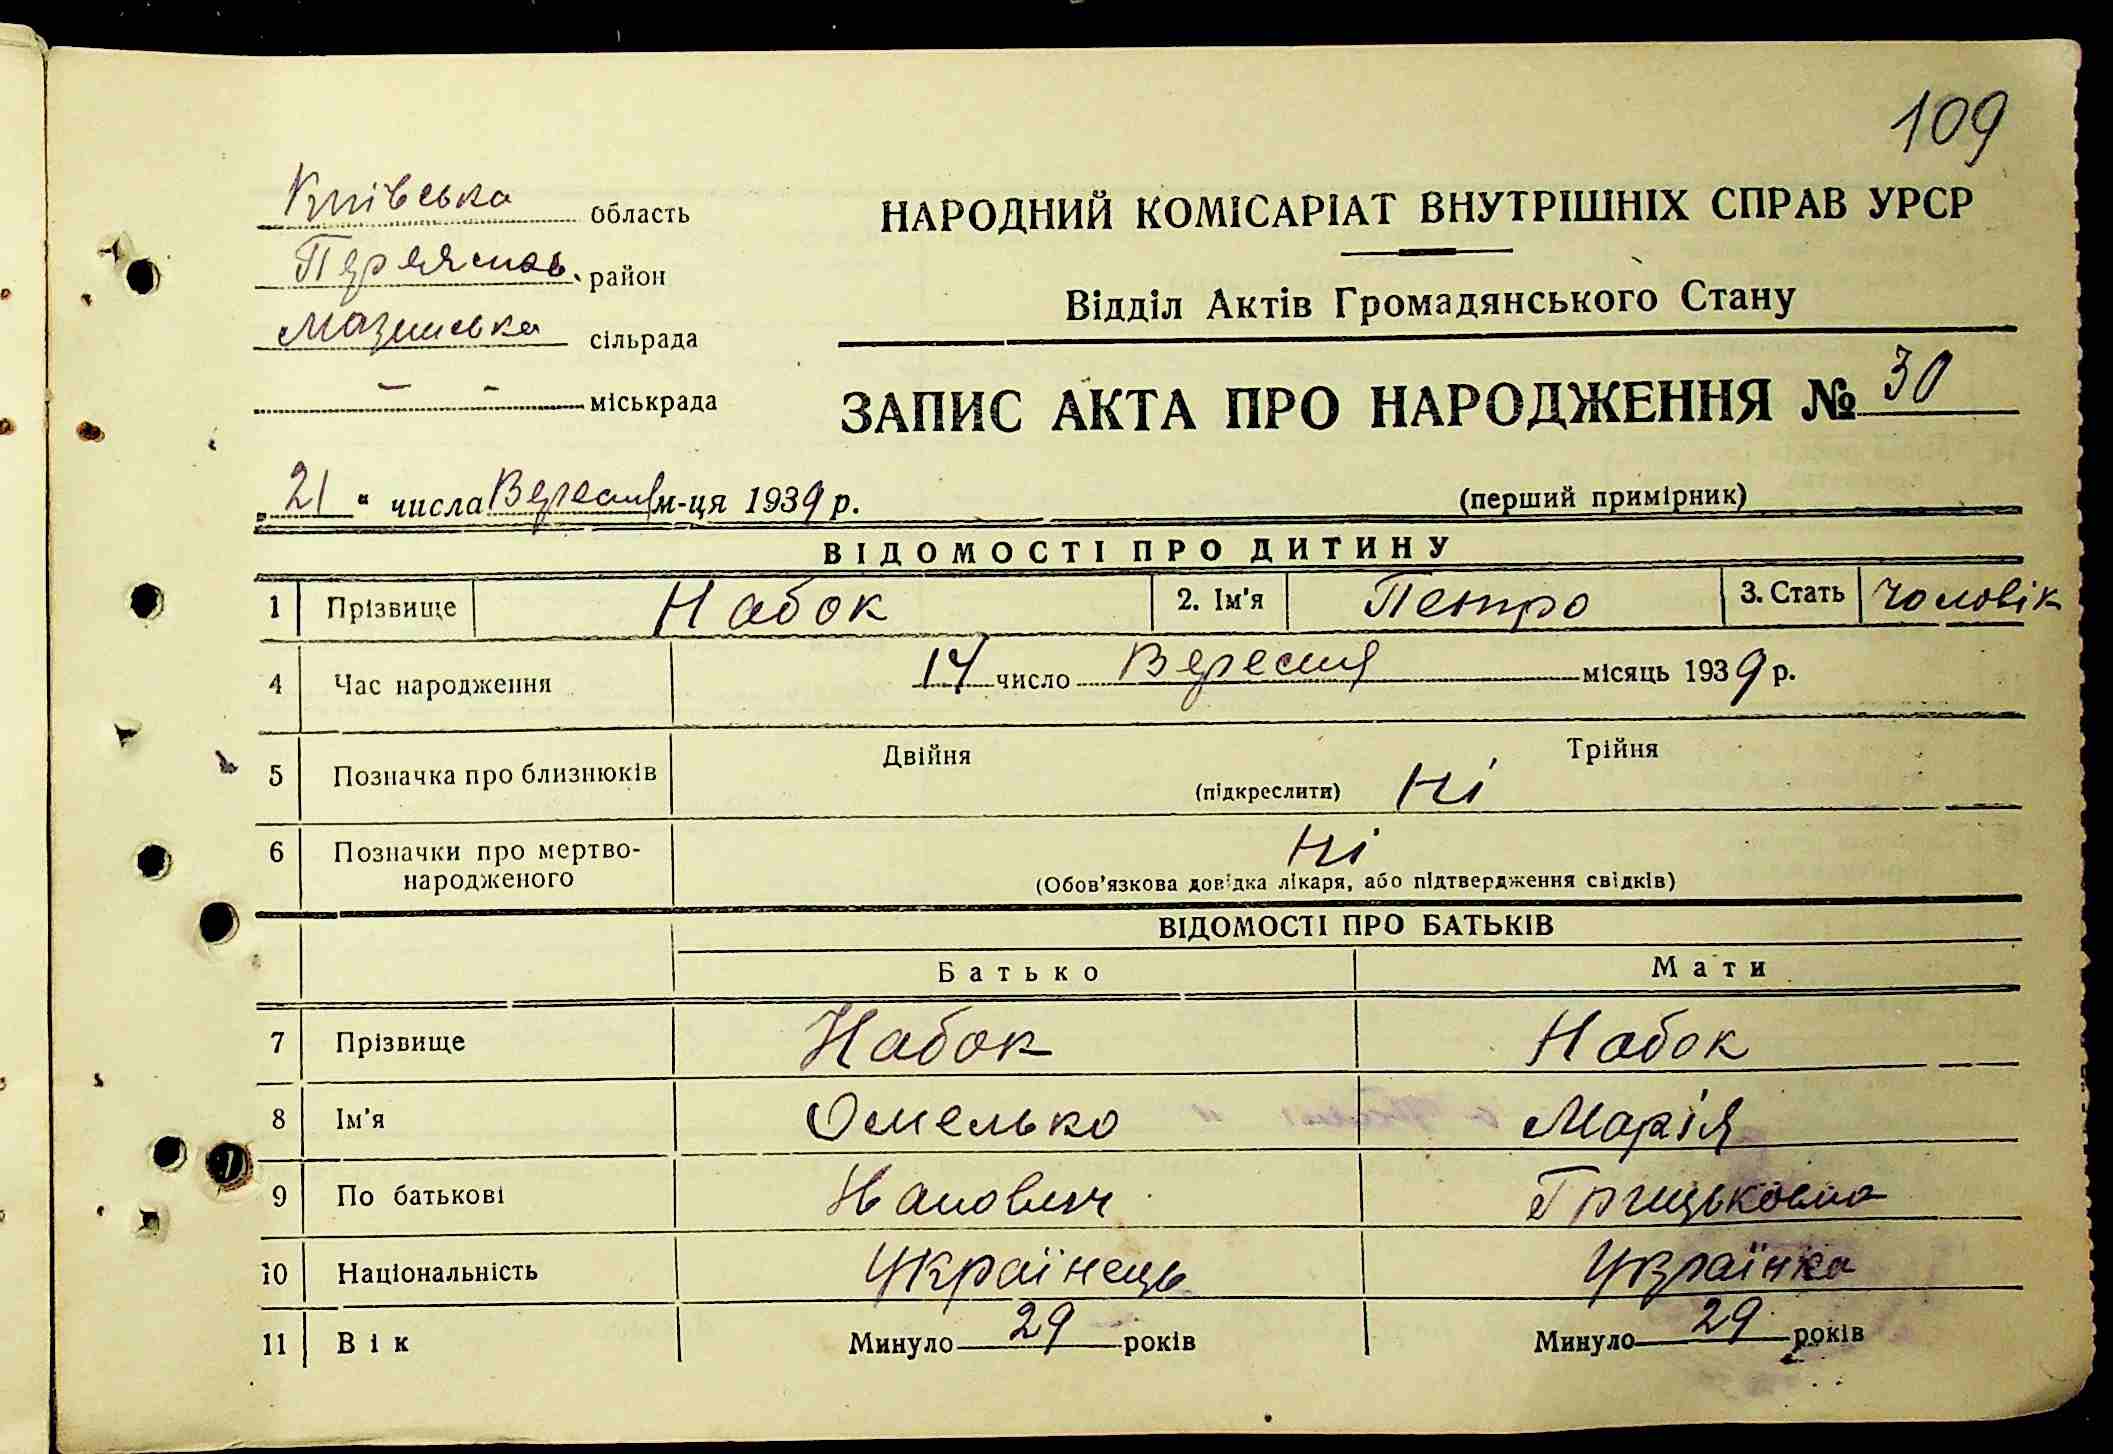 109
Київська область
Переяслав. район
сільрада
— — міськрада
НАРОДНИЙ КОМІСАРІАТ ВНУТРІШНІХ СПРАВ УРСР
Відділ Актів Громадянського Стану
ЗАПИС АКТА ПРО НАРОДЖЕННЯ № 30
„21“ числа Вересня м-ця 1939 р.
(перший примірник)
ВІДОМОСТІ ПРО ДИТИНУ
1 Прізвище Набок 2. Ім'я Петро 3. Стать Чоловік
4 Час народження 14 число Вересня місяць 1939 р.
5 Позначка про близнюків Двійня (підкреслити) Ні Трійня
6 Позначки про мертво-
народженого
Ні
(Обов'язкова довідка лікаря, або підтвердження свідків)
ВІДОМОСТІ ПРО БАТЬКІВ
Батько Мати
7 Прізвище Набок Набок
8 Ім'я Омелько Марія
9 По батькові Грицьковна
10 Національність Українець Українка
11 Вік Минуло 29 років Минуло 29 років